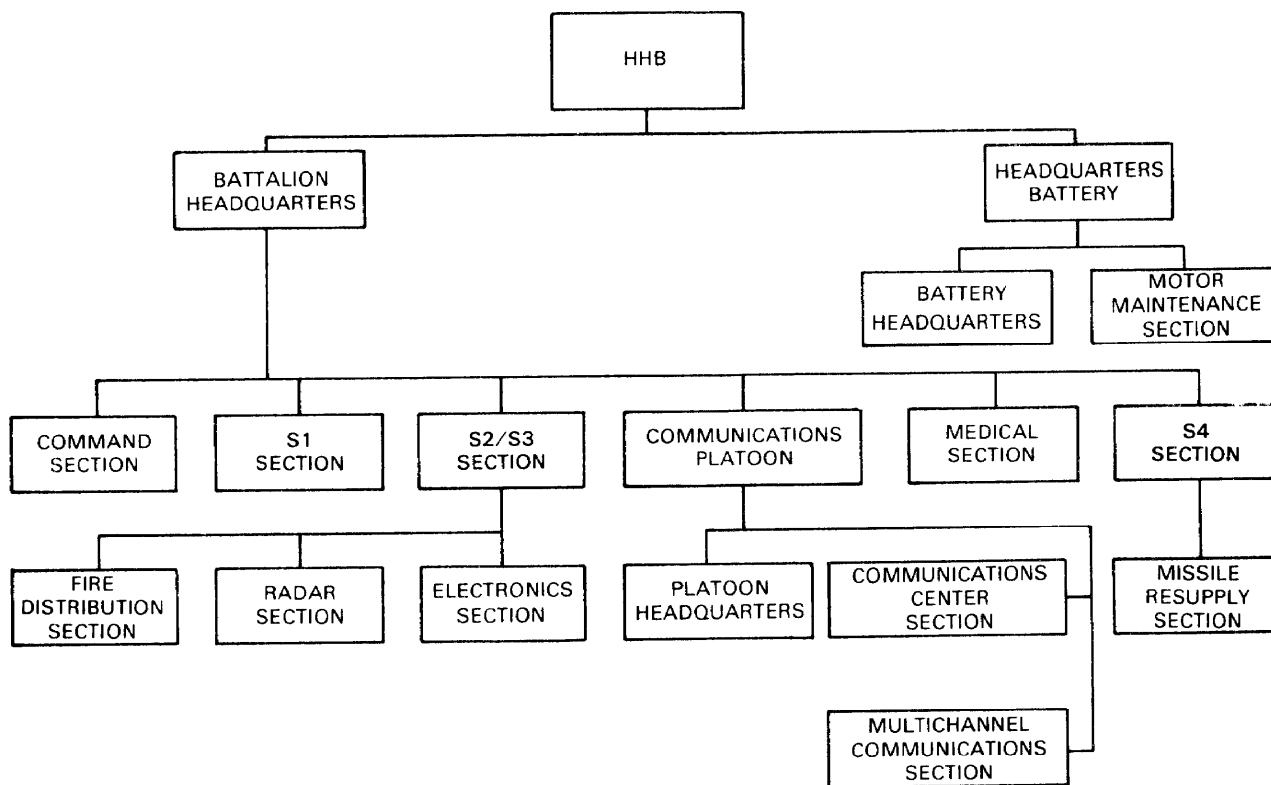 HHB
BATTALION
HEADQUARTERS
HEADQUARTERS
BATTERY
BATTERY
HEADQUARTERS
MOTOR
MAINTENANCE
SECTION
COMMAND
SECTION
S1
SECTION
S2/S3
SECTION
COMMUNICATIONS
PLATOON
MEDICAL
SECTION
S4
SECTION
FIRE
DISTRIBUTION
SECTION
RADAR
SECTION
ELECTRONICS
SECTION
PLATOON
HEADQUARTERS
COMMUNICATIONS
CENTER
SECTION
MISSILE
RESUPPLY
SECTION
MULTICHANNEL
COMMUNICATIONS
SECTION